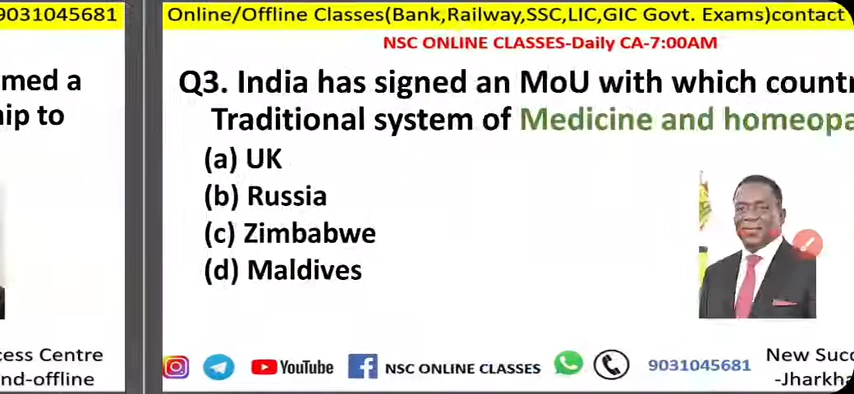 9031045681
med a
ip to
cess Centre
nd-offline
Online/Offline Classes(Bank,Railway,SSC,LIC,GIC Govt. Exams)contact
NSC ONLINE CLASSES-Daily CA-7:00AM
Q3. India has signed an MoU with which countr
Traditional system of Medicine and homeopa
(a) UK
(b) Russia
(c) Zimbabwe
(d) Maldives
YouTube NSC ONLINE CLASSES 9031045681 New Succ
-Jharkha